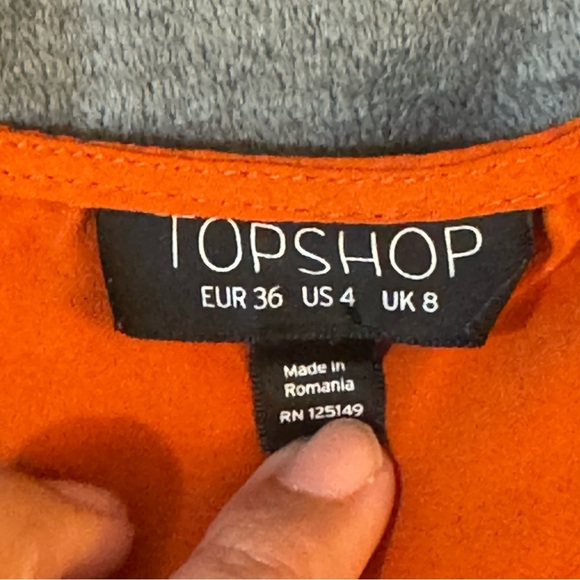 TOPSHOP
EUR 36 US 4 UK 8
Made in
Romania
RN 125149